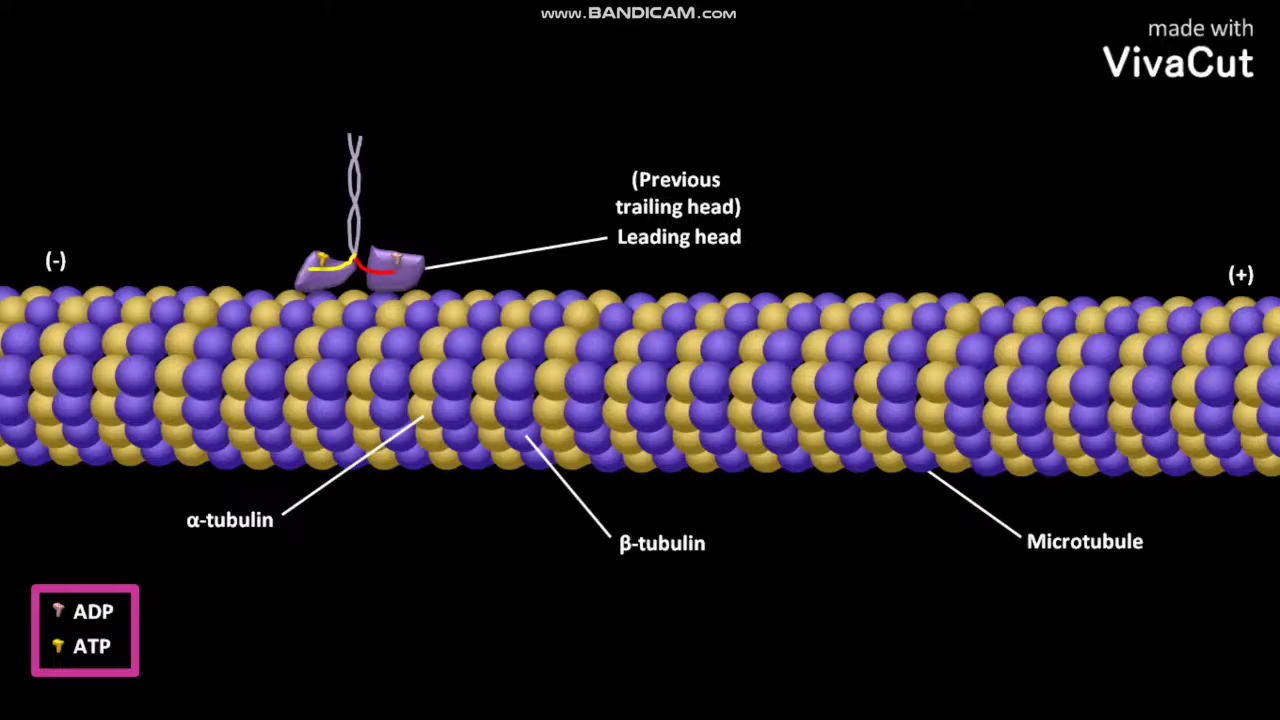 www.BANDICAM.com
made with
VivaCut
(Previous
trailing head)
Leading head
(-)
(+)
α-tubulin
β-tubulin
Microtubule
ADP
ATP